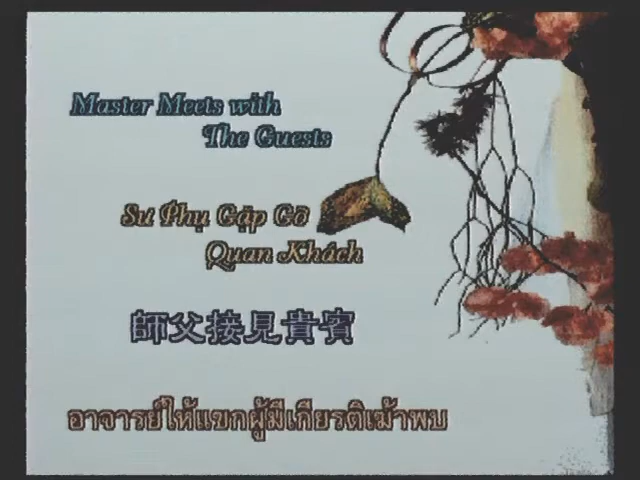 Master Meets with
The Guests
Sư Phụ Gặp Gỡ
Quan Khách
師父接見貴賓
อาจารย์ให้แขกผู้มีเกียรติเฆ้าพบ